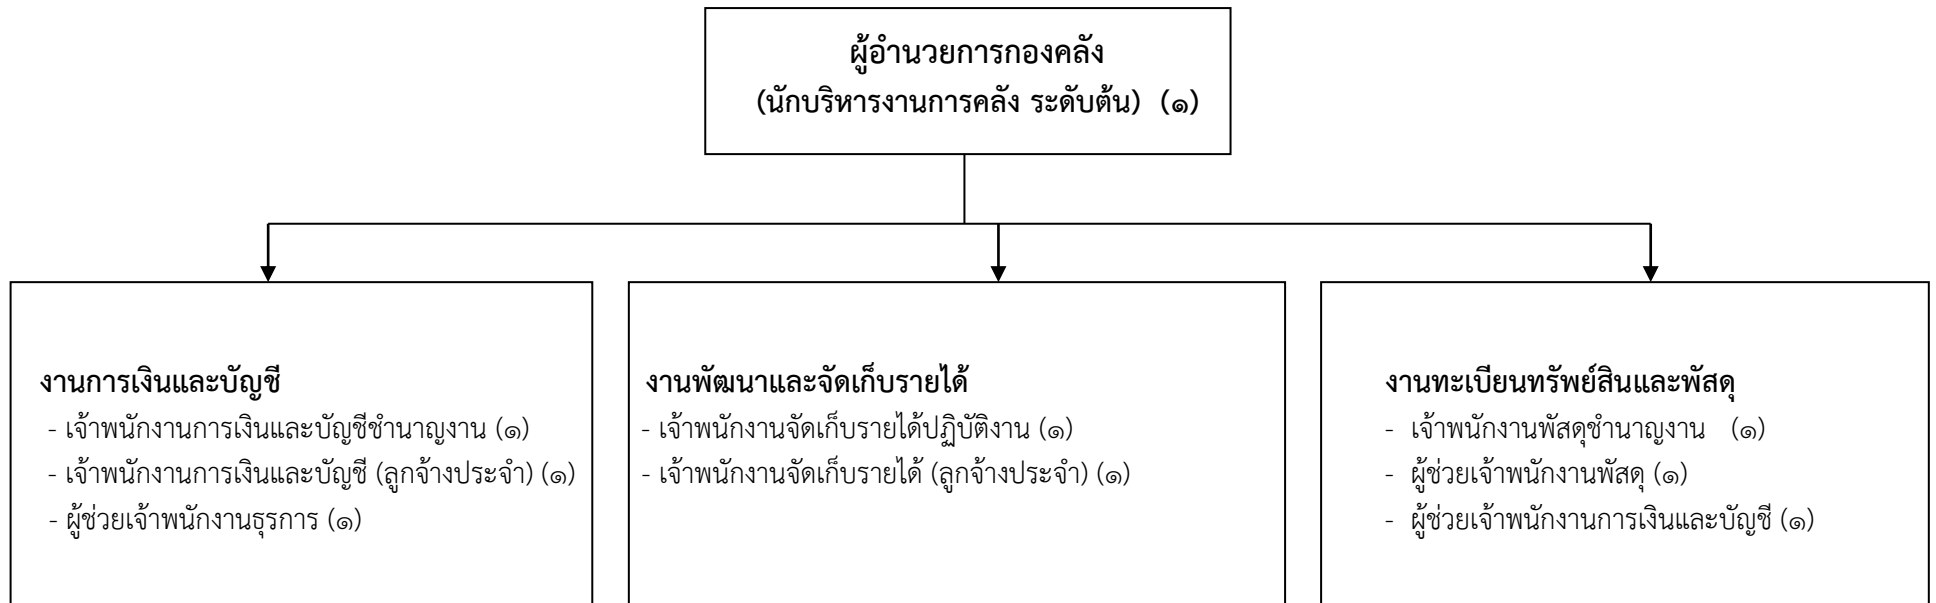 ผู้อำนวยการกองคลัง
(นักบริหารงานการคลัง ระดับต้น) (๑)
งานการเงินและบัญชี
- เจ้าพนักงานการเงินและบัญชีชำนาญงาน (๑)
- เจ้าพนักงานการเงินและบัญชี (ลูกจ้างประจำ) (๑)
- ผู้ช่วยเจ้าพนักงานธุรการ (๑)
งานพัฒนาและจัดเก็บรายได้
- เจ้าพนักงานจัดเก็บรายได้ปฏิบัติงาน (๑)
- เจ้าพนักงานจัดเก็บรายได้ (ลูกจ้างประจำ) (๑)
งานทะเบียนทรัพย์สินและพัสดุ
- เจ้าพนักงานพัสดุชำนาญงาน (๑)
- ผู้ช่วยเจ้าพนักงานพัสดุ (๑)
- ผู้ช่วยเจ้าพนักงานการเงินและบัญชี (๑)